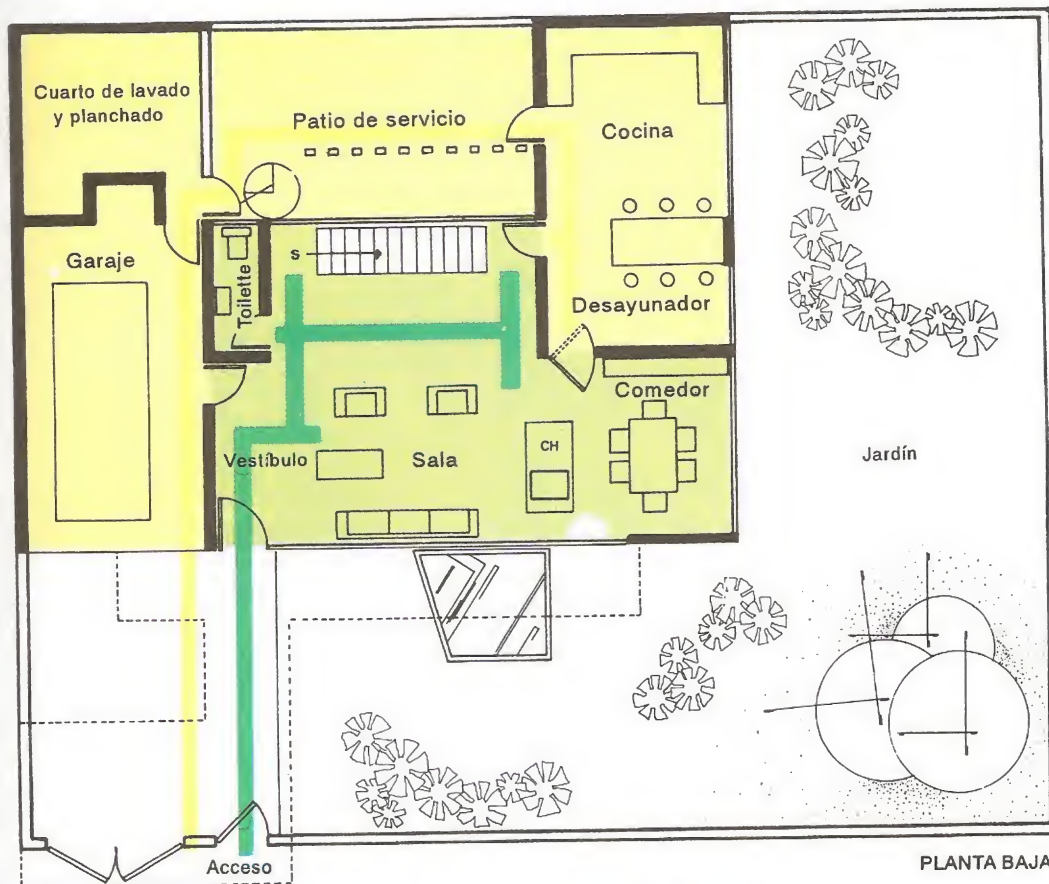 Cuarto de lavado
y planchado
Patio de servicio
Cocina
Garaje
s
Toilette
Desayunador
Comedor
Vestíbulo
Sala
CH
Jardín
Acceso
PLANTA BAJA